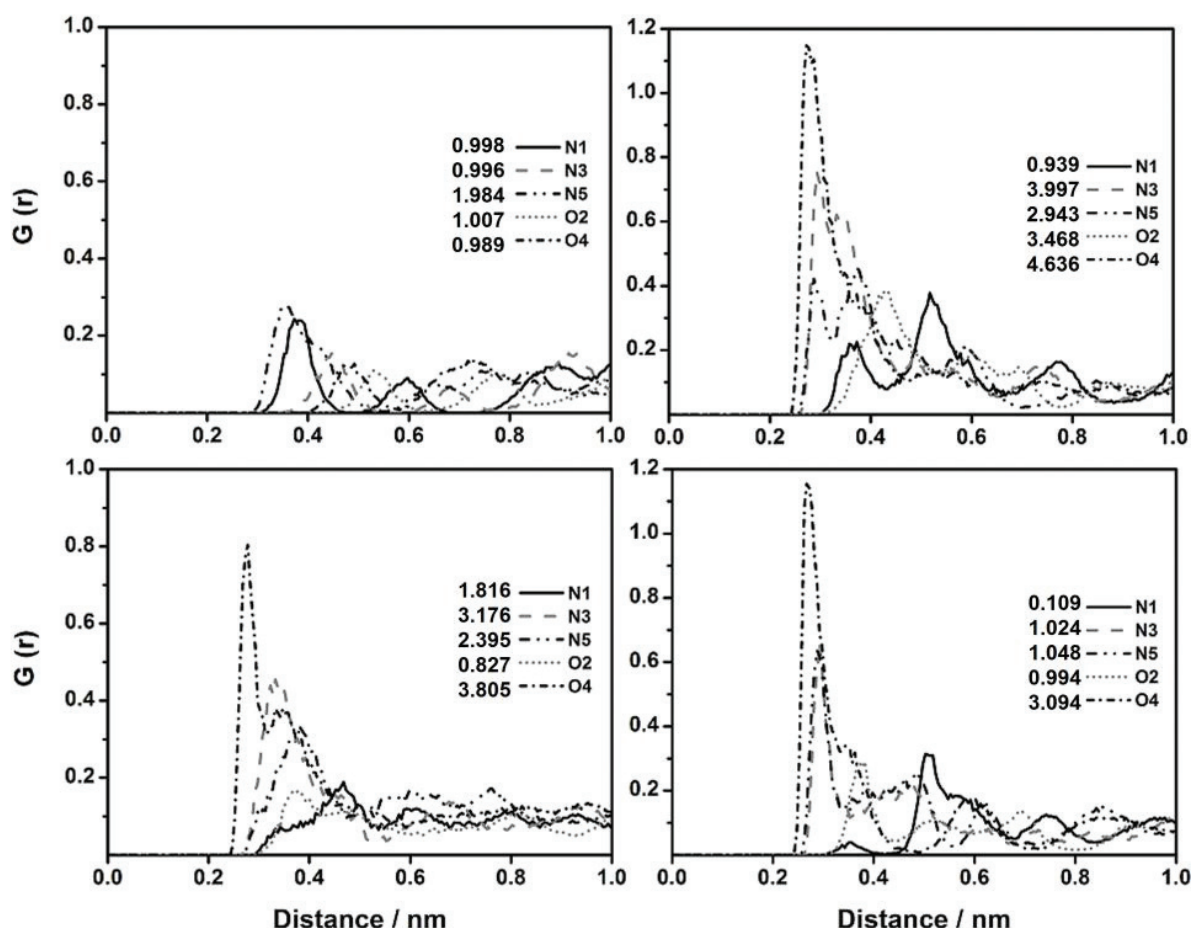 1.0
0.8
0.6
0.4
0.2
G (r)
0.998 N1
0.996 N3
1.984 N5
1.007 O2
0.989 O4
0.0 0.2 0.4 0.6 0.8 1.0
1.2
1.0
0.8
0.6
0.4
0.2
0.939 N1
3.997 N3
2.943 N5
3.468 O2
4.636 O4
0.0 0.2 0.4 0.6 0.8 1.0
1.0
0.8
0.6
0.4
0.2
G (r)
1.816 N1
3.176 N3
2.395 N5
0.827 O2
3.805 O4
0.0 0.2 0.4 0.6 0.8 1.0
Distance / nm
1.2
1.0
0.8
0.6
0.4
0.2
0.109 N1
1.024 N3
1.048 N5
0.994 O2
3.094 O4
0.0 0.2 0.4 0.6 0.8 1.0
Distance / nm